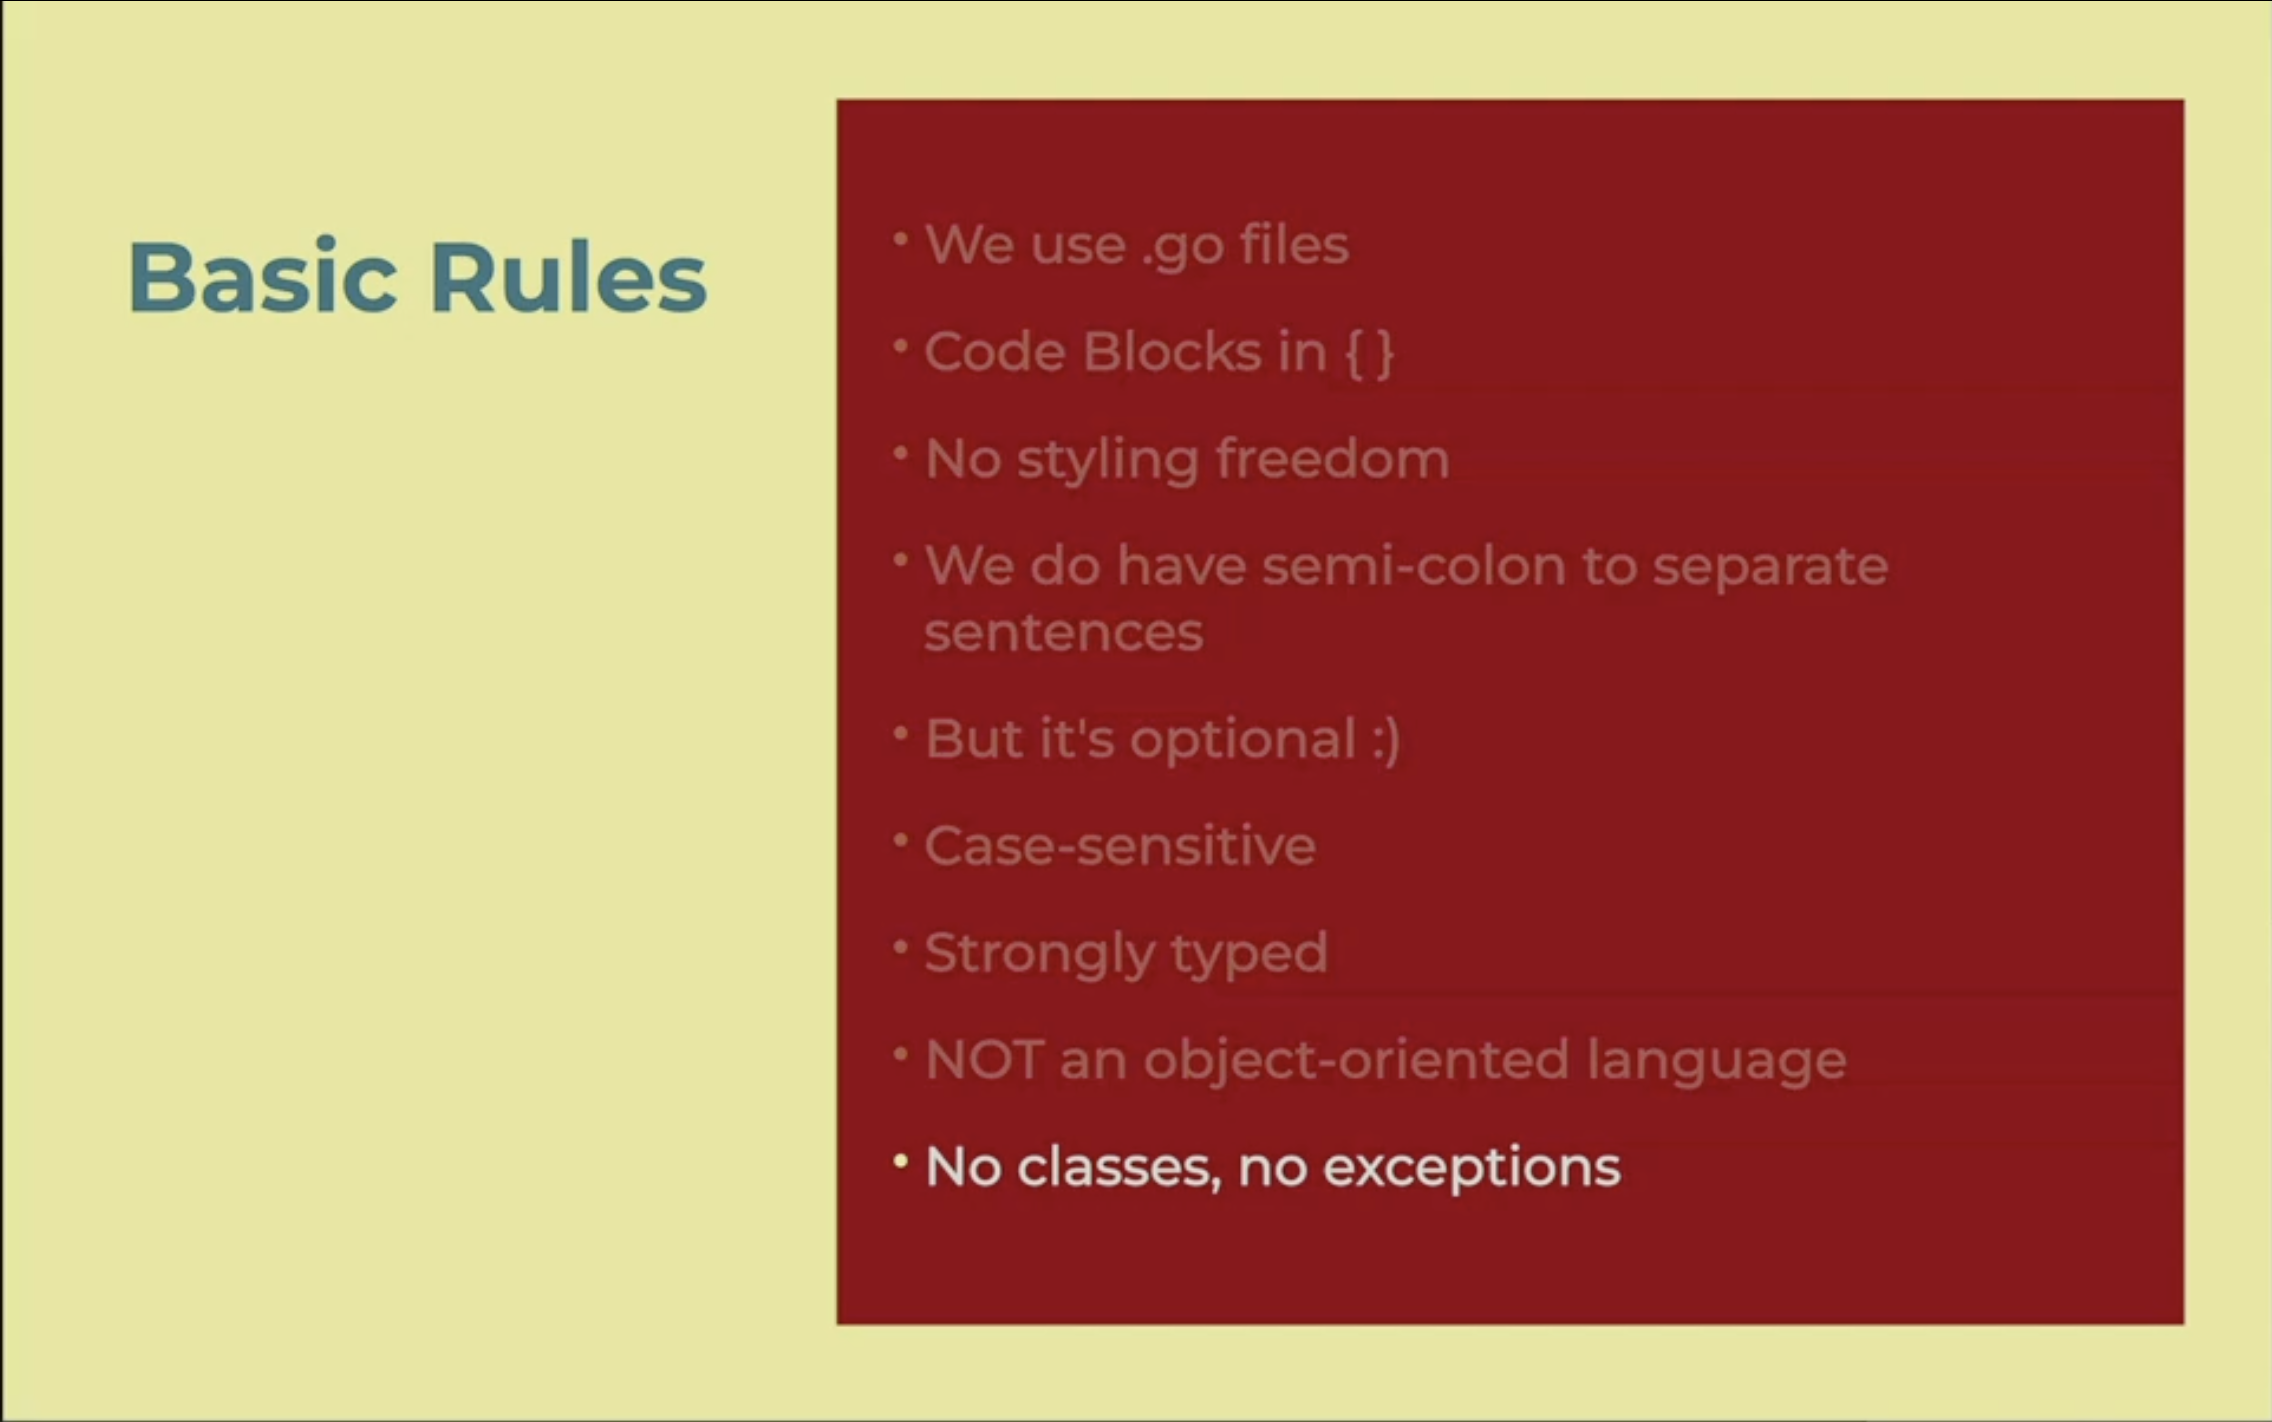 Basic Rules
• We use .go files
• Code Blocks in { }
• No styling freedom
• We do have semi-colon to separate
sentences
• But it's optional :)
• Case-sensitive
• Strongly typed
• NOT an object-oriented language
• No classes, no exceptions